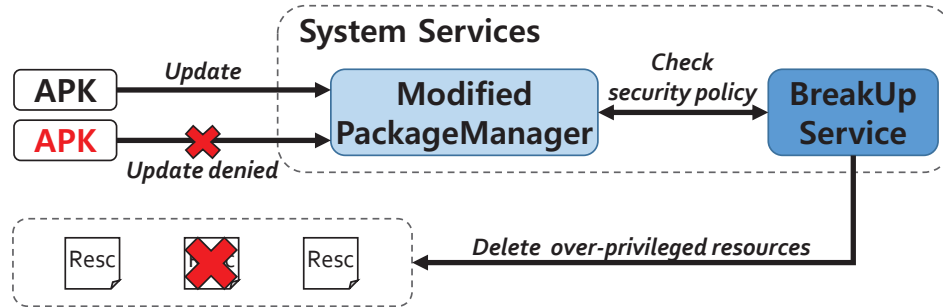 System Services
APK
Update
Modified
PackageManager
Check
security policy
BreakUp
Service
APK
Update denied
Resc
Resc
Resc
Delete over-privileged resources